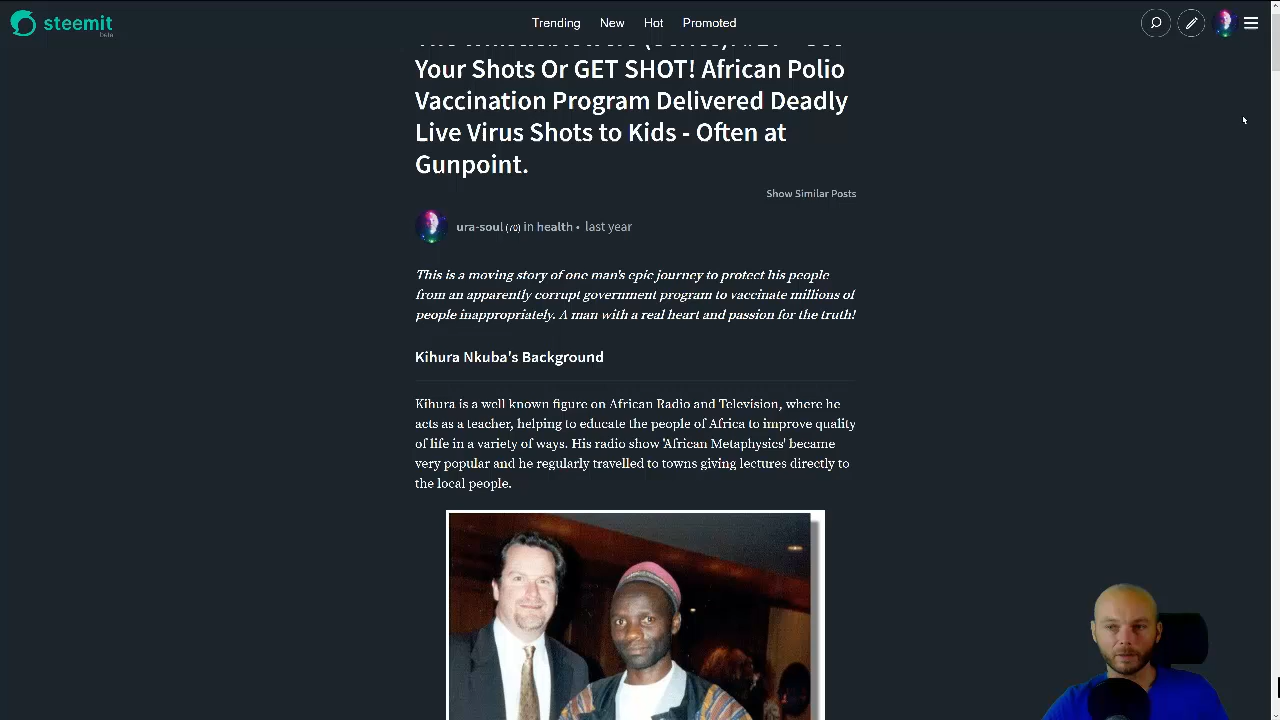 steemit
beta
Trending New Hot Promoted
Your Shots Or GET SHOT! African Polio
Vaccination Program Delivered Deadly
Live Virus Shots to Kids - Often at
Gunpoint.
Show Similar Posts
ura-soul (70) in health • last year
This is a moving story of one man's epic journey to protect his people
from an apparently corrupt government program to vaccinate millions of
people inappropriately. A man with a real heart and passion for the truth!
Kihura Nkuba's Background
Kihura is a well known figure on African Radio and Television, where he
acts as a teacher, helping to educate the people of Africa to improve quality
of life in a variety of ways. His radio show 'African Metaphysics' became
very popular and he regularly travelled to towns giving lectures directly to
the local people.